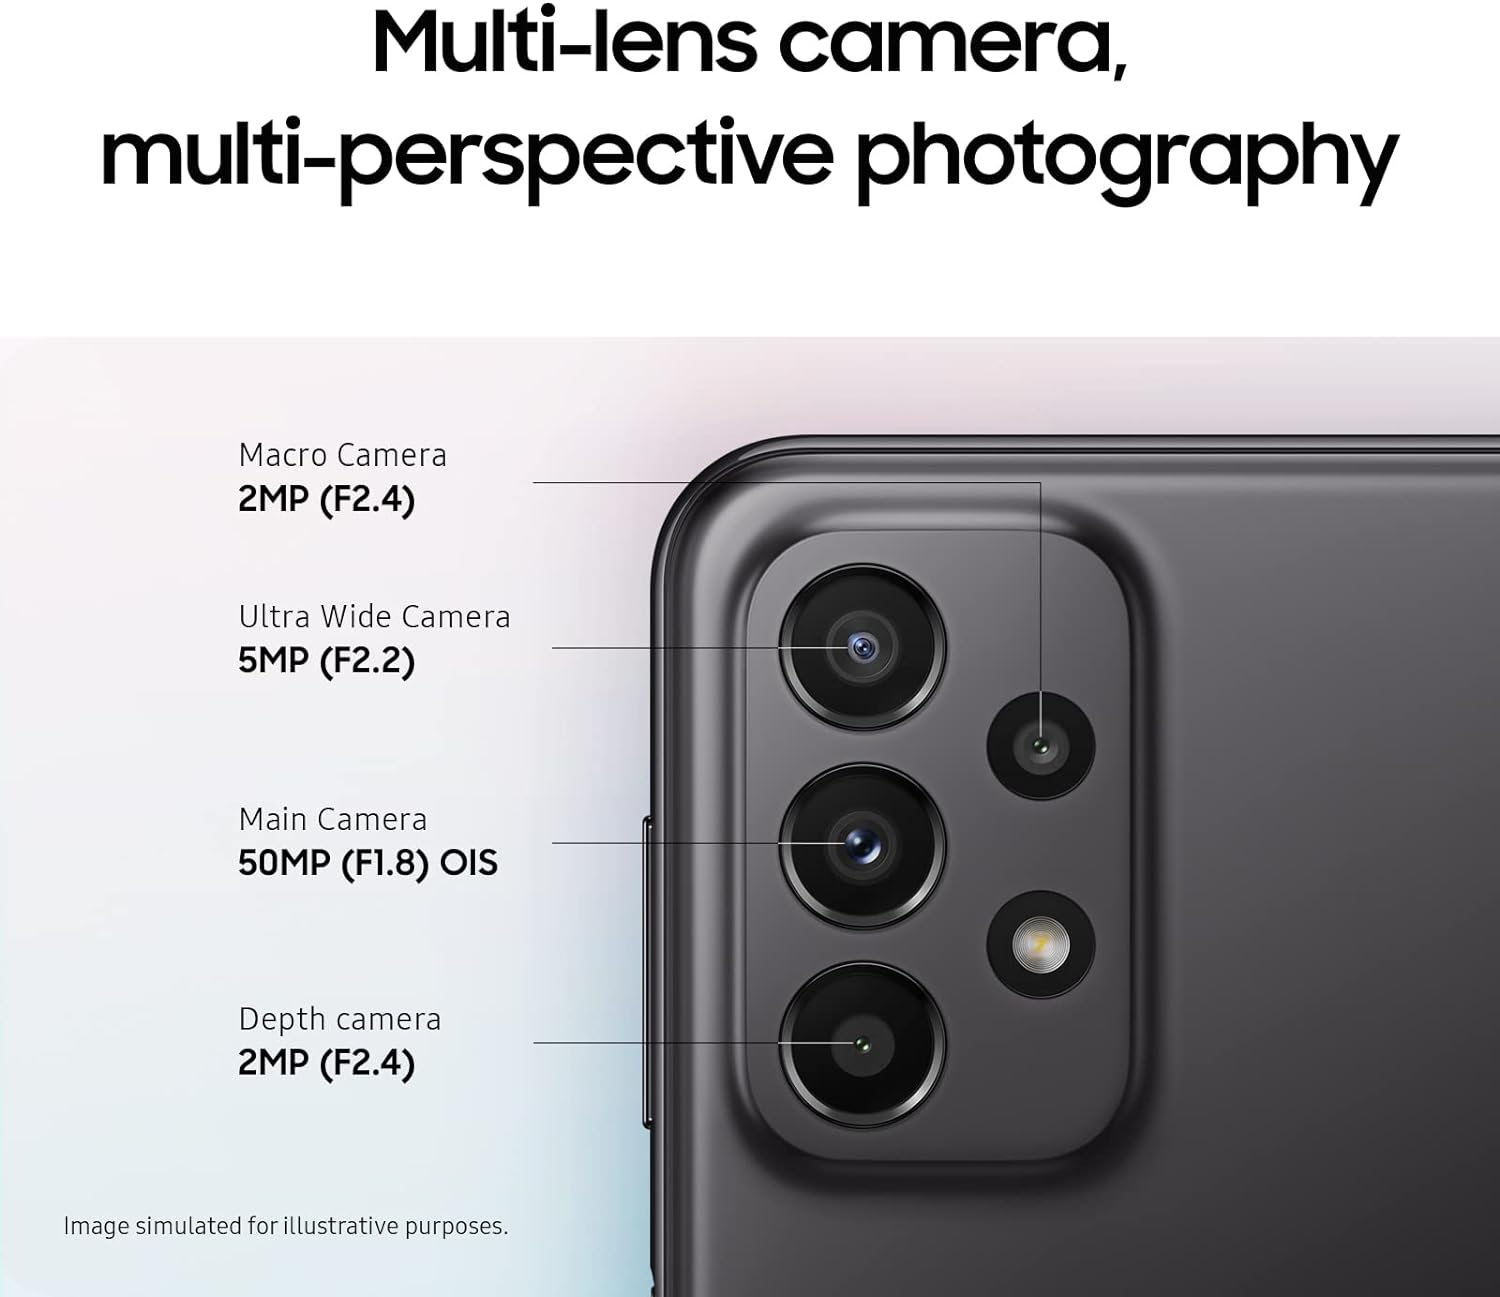 Multi-lens camera,
multi-perspective photography
Macro Camera
2MP (F2.4)
Ultra Wide Camera
5MP (F2.2)
Main Camera
50MP (F1.8) OIS
Depth camera
2MP (F2.4)
Image simulated for illustrative purposes.